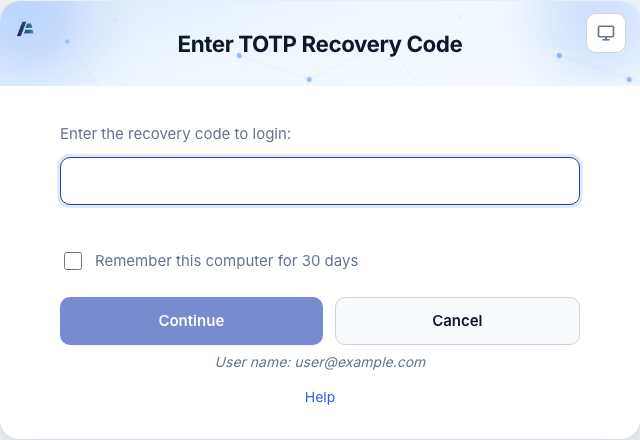 Enter TOTP Recovery Code
Enter the recovery code to login:
Remember this computer for 30 days
Continue
Cancel
User name: user@example.com
Help